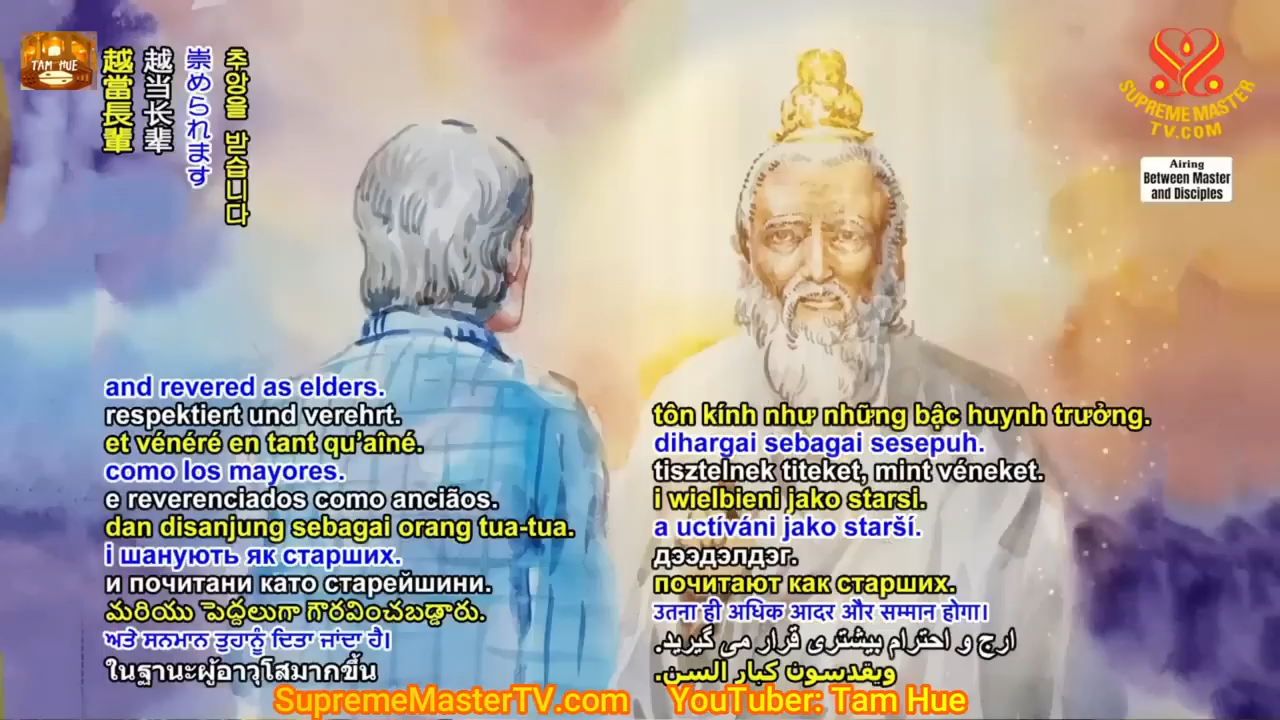 TAM HUE
越當長輩
越当长辈
崇められます
추앙을 받습니다
SUPREME MASTER
TV.COM
Airing
Between Master
and Disciples
and revered as elders.
respektiert und verehrt.
et vénéré en tant qu’aîné.
como los mayores.
e reverenciados como anciãos.
dan disanjung sebagai orang tua-tua.
і шанують як старших.
и почитани като старейшини.
మరియు పెద్దలుగా గౌరవించబడ్డారు.
ਅਤੇ ਸਨਮਾਨ ਤੁਹਾਨੂੰ ਦਿਤਾ ਜਾਂਦਾ ਹੈ।
ในฐานะผู้อาวุโสมากขึ้น
tôn kính như những bậc huynh trưởng.
dihargai sebagai sesepuh.
tisztelnek titeket, mint véneket.
i wielbieni jako starsi.
a uctíváni jako starší.
дээдэлдэг.
почитают как старших.
उतना ही अधिक आदर और सम्मान होगा।
ارج و احترام بیشتری قرار می گیرید.
ويقدسون كبار السن.
SupremeMasterTV.com
YouTuber: Tam Hue